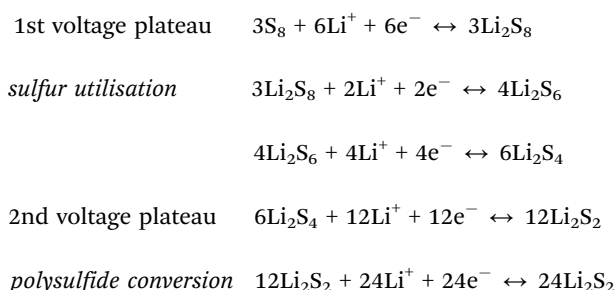 1st voltage plateau 3S₈ + 6Li⁺ + 6e⁻ ↔ 3Li₂S₈
sulfur utilisation 3Li₂S₈ + 2Li⁺ + 2e⁻ ↔ 4Li₂S₆
4Li₂S₆ + 4Li⁺ + 4e⁻ ↔ 6Li₂S₄
2nd voltage plateau 6Li₂S₄ + 12Li⁺ + 12e⁻ ↔ 12Li₂S₂
polysulfide conversion 12Li₂S₂ + 24Li⁺ + 24e⁻ ↔ 24Li₂S₂